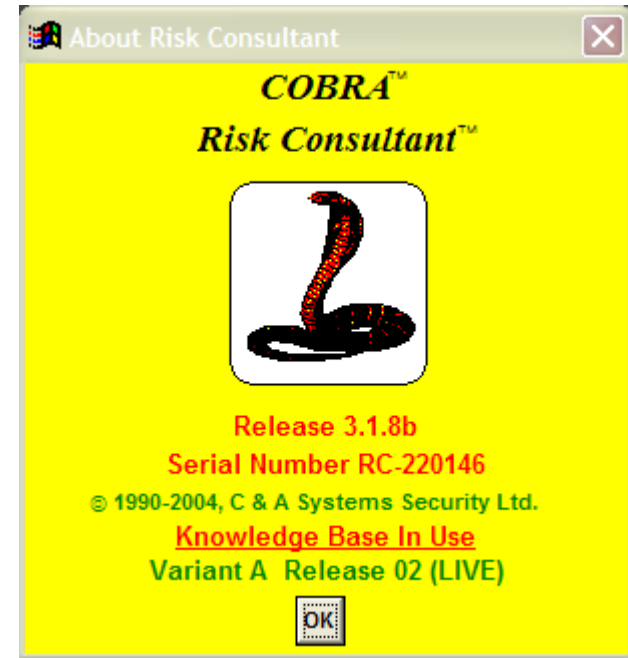 About Risk Consultant
COBRA™
Risk Consultant™
Release 3.1.8b
Serial Number RC-220146
© 1990-2004, C & A Systems Security Ltd.
Knowledge Base In Use
Variant A  Release 02 (LIVE)
OK